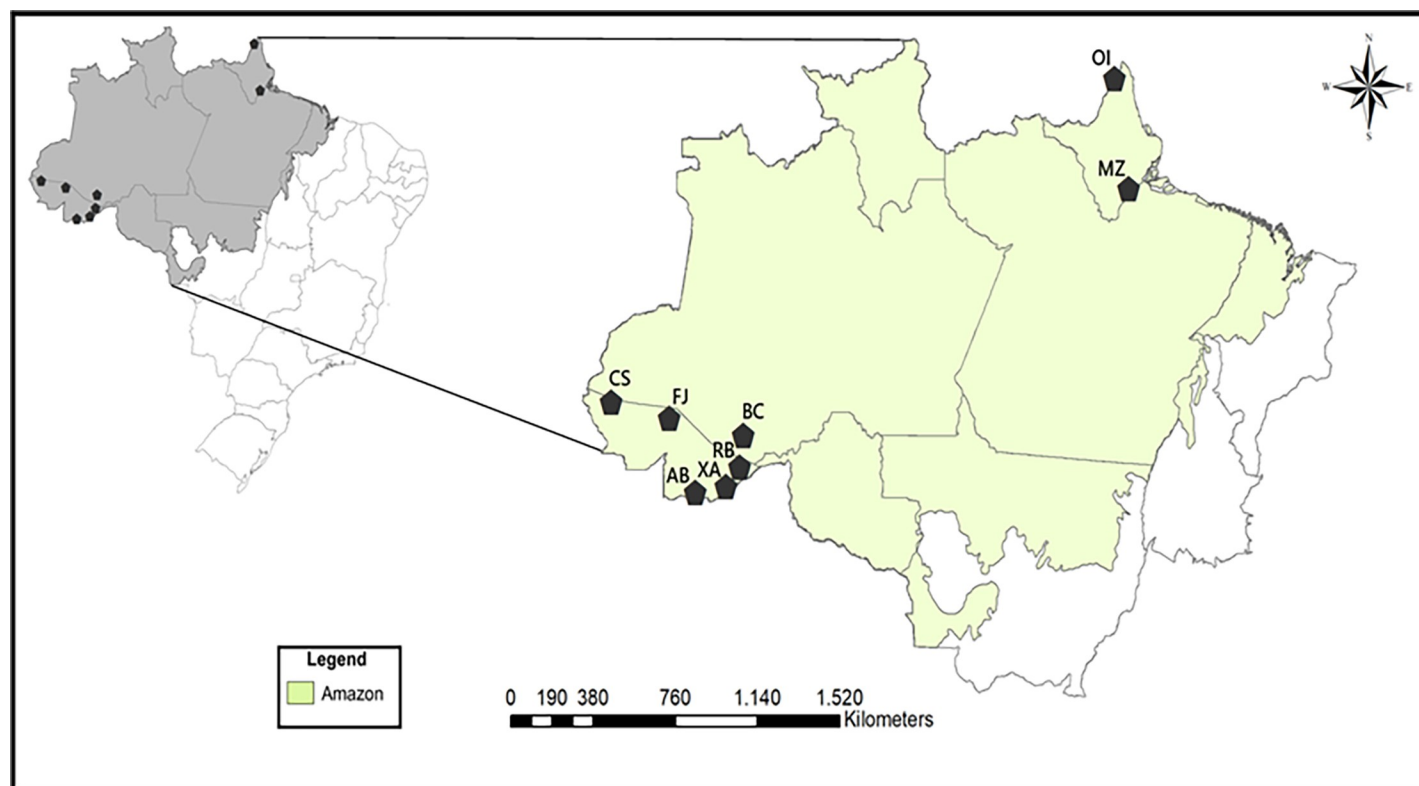 N
W E
S
OI
MZ
CS
FJ
BC
RB
AB XA
Legend
Amazon
0 190 380 760 1.140 1.520
Kilometers